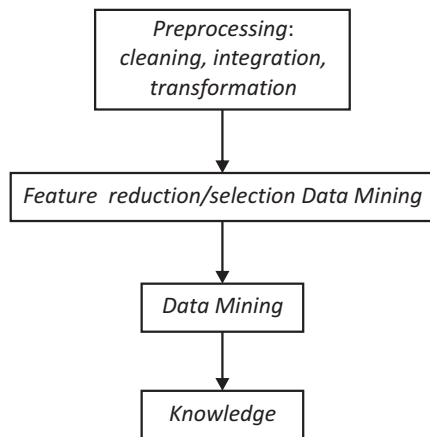 Preprocessing:
cleaning, integration,
transformation
Feature reduction/selection Data Mining
Data Mining
Knowledge